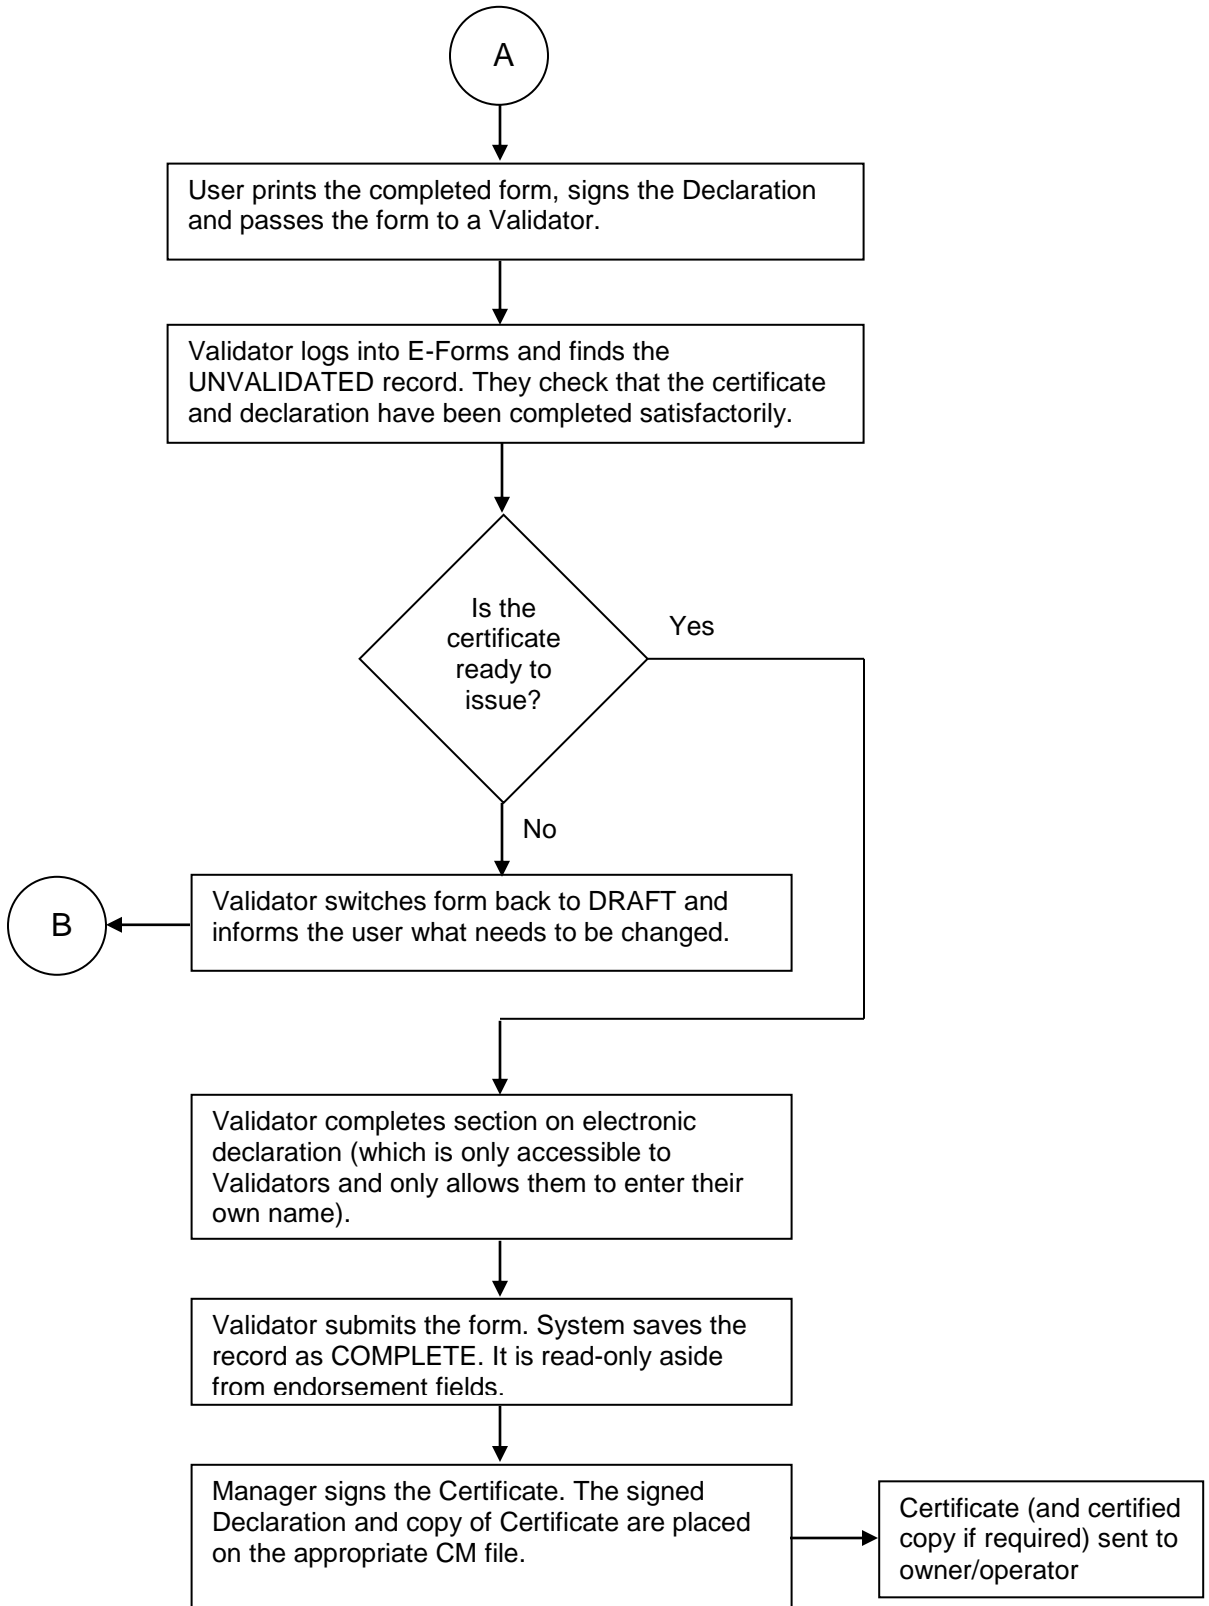 A
User prints the completed form, signs the Declaration
and passes the form to a Validator.
Validator logs into E-Forms and finds the
UNVALIDATED record. They check that the certificate
and declaration have been completed satisfactorily.
Is the
certificate
ready to
issue?
Yes
No
B
Validator switches form back to DRAFT and
informs the user what needs to be changed.
Validator completes section on electronic
declaration (which is only accessible to
Validators and only allows them to enter their
own name).
Validator submits the form. System saves the
record as COMPLETE. It is read-only aside
from endorsement fields.
Manager signs the Certificate. The signed
Declaration and copy of Certificate are placed
on the appropriate CM file.
Certificate (and certified
copy if required) sent to
owner/operator